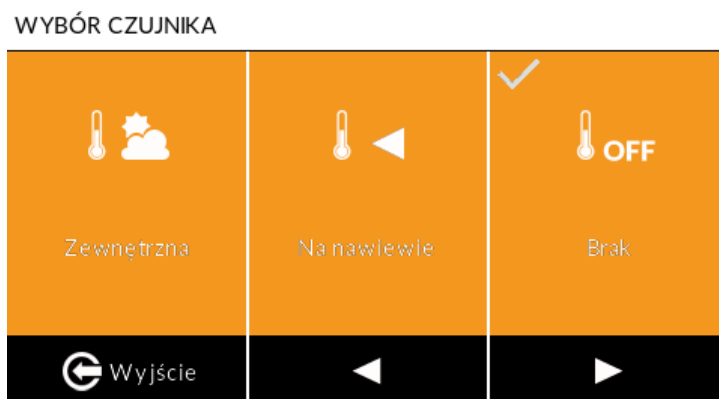 WYBÓR CZUJNIKA
OFF
Zewnętrzna
Na nawiewie
Brak
Wyjście